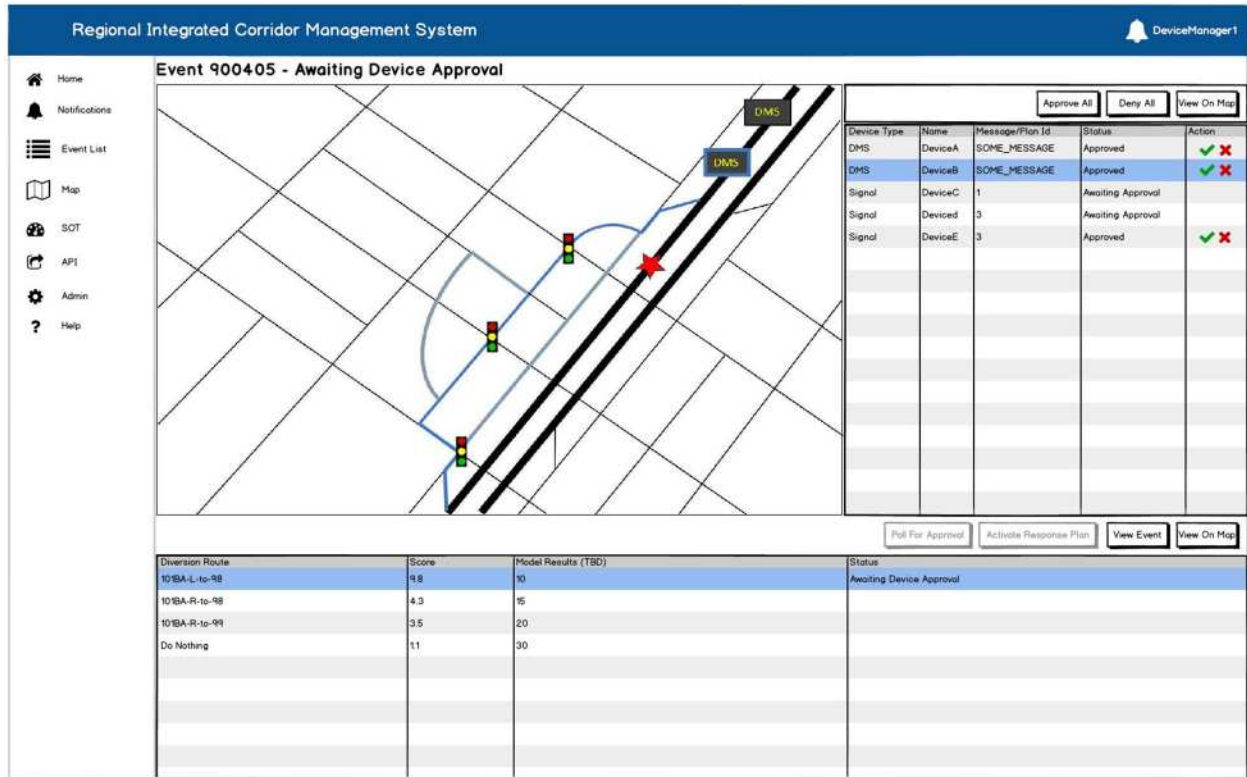 Regional Integrated Corridor Management System
DeviceManager1
Home
Notifications
Event List
Map
SOT
API
Admin
Help
Event 900405 - Awaiting Device Approval
DMS
DMS
Approve All Deny All View On Map
Device Type Name Message/Plan Id Status Action
DMS DeviceA SOME_MESSAGE Approved
DMS DeviceB SOME_MESSAGE Approved
Signal DeviceC 1 Awaiting Approval
Signal Deviced 3 Awaiting Approval
Signal DeviceE 3 Approved
Poll For Approval Activate Response Plan View Event View On Map
Diversion Route Score Model Results (TBD) Status
101BA-L-to-98 9.8 10 Awaiting Device Approval
101BA-R-to-98 4.3 15
101BA-R-to-99 3.5 20
Do Nothing 1.1 30